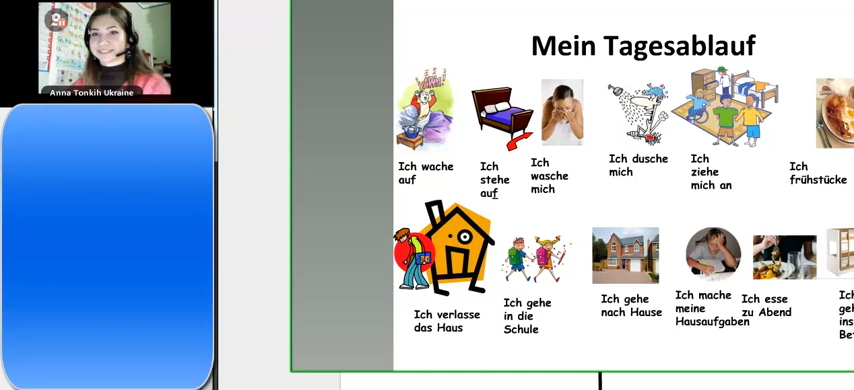 Anna Tonkih Ukraine
Mein Tagesablauf
Ich wache
auf
Ich
stehe
auf
Ich
wasche
mich
Ich dusche
mich
Ich
ziehe
mich an
Ich
frühstücke
Ich verlasse
das Haus
Ich gehe
in die
Schule
Ich gehe
nach Hause
Ich mache
meine
Hausaufgaben
Ich esse
zu Abend
Ich
ins